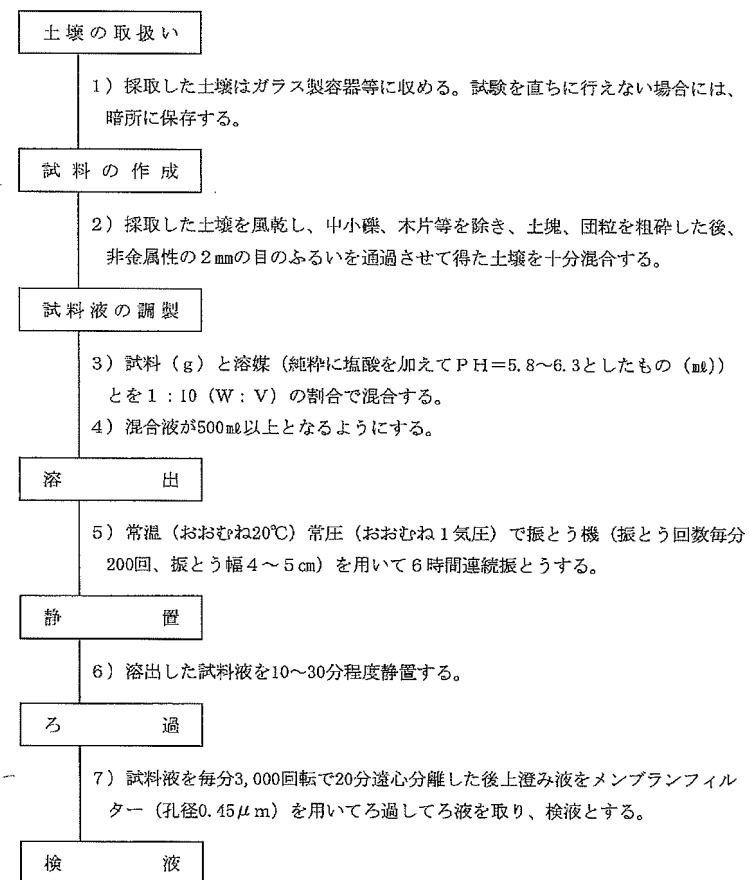 土壌の取扱い
1）採取した土壌はガラス製容器等に収める。試験を直ちに行えない場合には、
暗所に保存する。
試料の作成
2）採取した土壌を風乾し、中小礫、木片等を除き、土塊、団粒を粗砕した後、
非金属性の2㎜の目のふるいを通過させて得た土壌を十分混合する。
試料液の調製
3）試料（g）と溶媒（純粋に塩酸を加えてPH＝5.8～6.3としたもの（㎖））
とを1：10（W：V）の割合で混合する。
4）混合液が500㎖以上となるようにする。
溶出
5）常温（おおむね20℃）常圧（おおむね1気圧）で振とう機（振とう回数毎分
200回、振とう幅4～5㎝）を用いて6時間連続振とうする。
静置
6）溶出した試料液を10～30分程度静置する。
ろ過
7）試料液を毎分3,000回転で20分遠心分離した後上澄み液をメンブランフィル
ター（孔径0.45μm）を用いてろ過してろ液を取り、検液とする。
検液